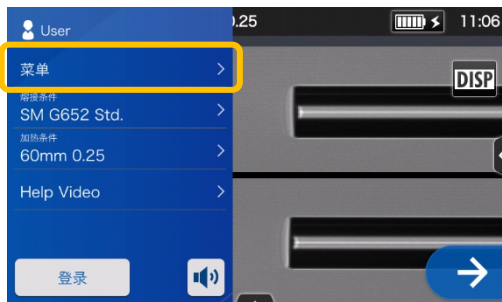 User
.25
11:06
菜单
DISP
熔接条件
SM G652 Std.
加热条件
60mm 0.25
Help Video
登录